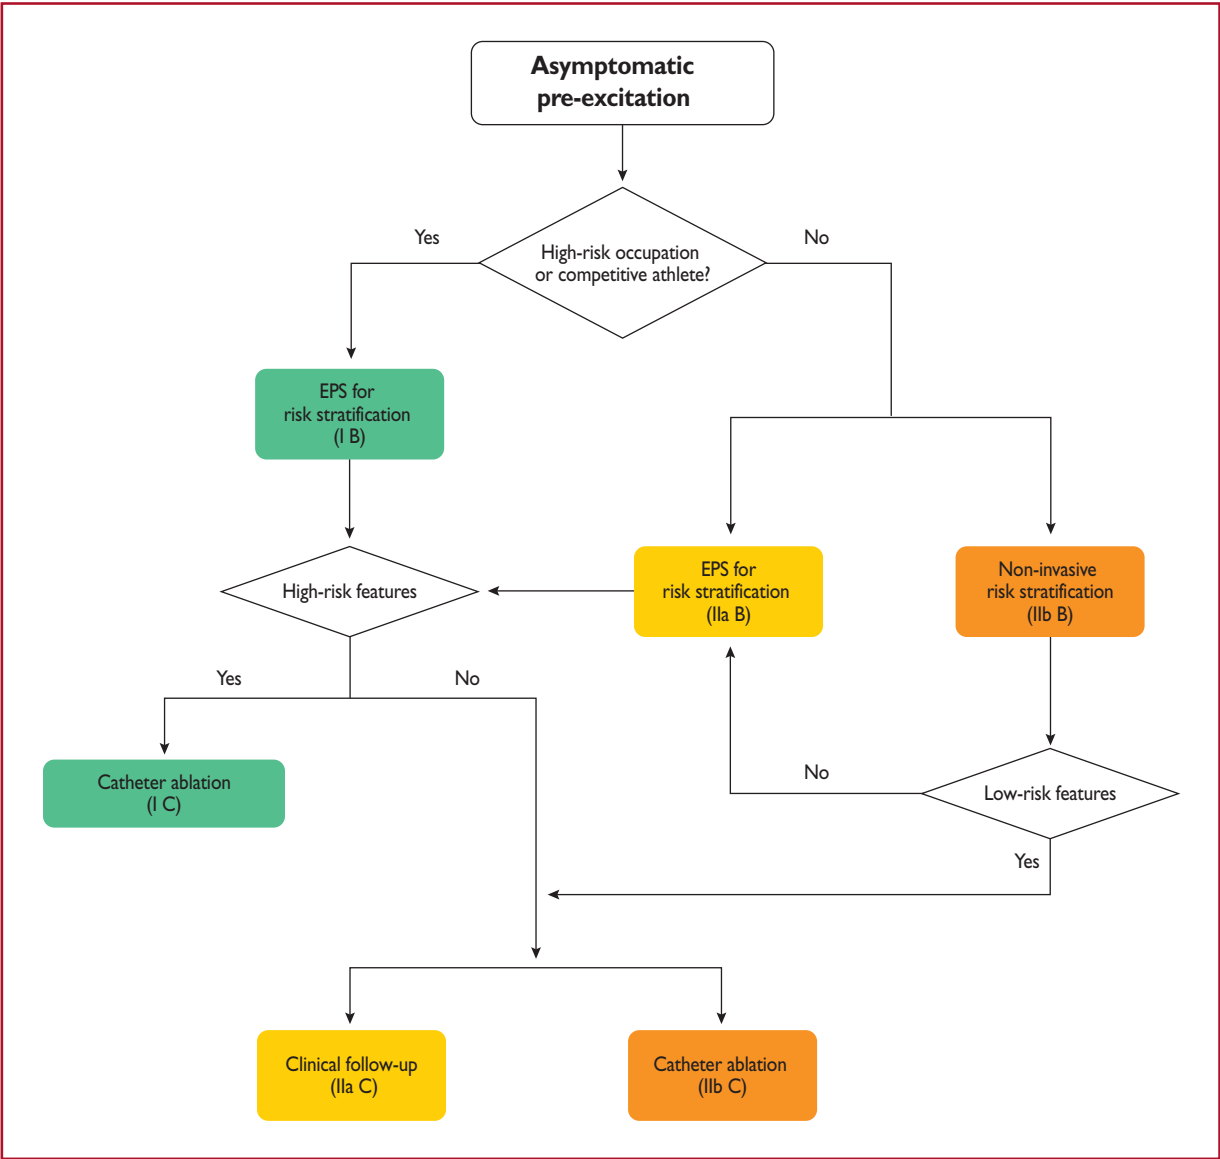 Asymptomatic
pre-excitation
Yes
No
High-risk occupation
or competitive athlete?
EPS for
risk stratification
(I B)
High-risk features
EPS for
risk stratification
(IIa B)
Non-invasive
risk stratification
(IIb B)
Yes
No
Catheter ablation
(I C)
No
Low-risk features
Yes
Clinical follow-up
(IIa C)
Catheter ablation
(IIb C)